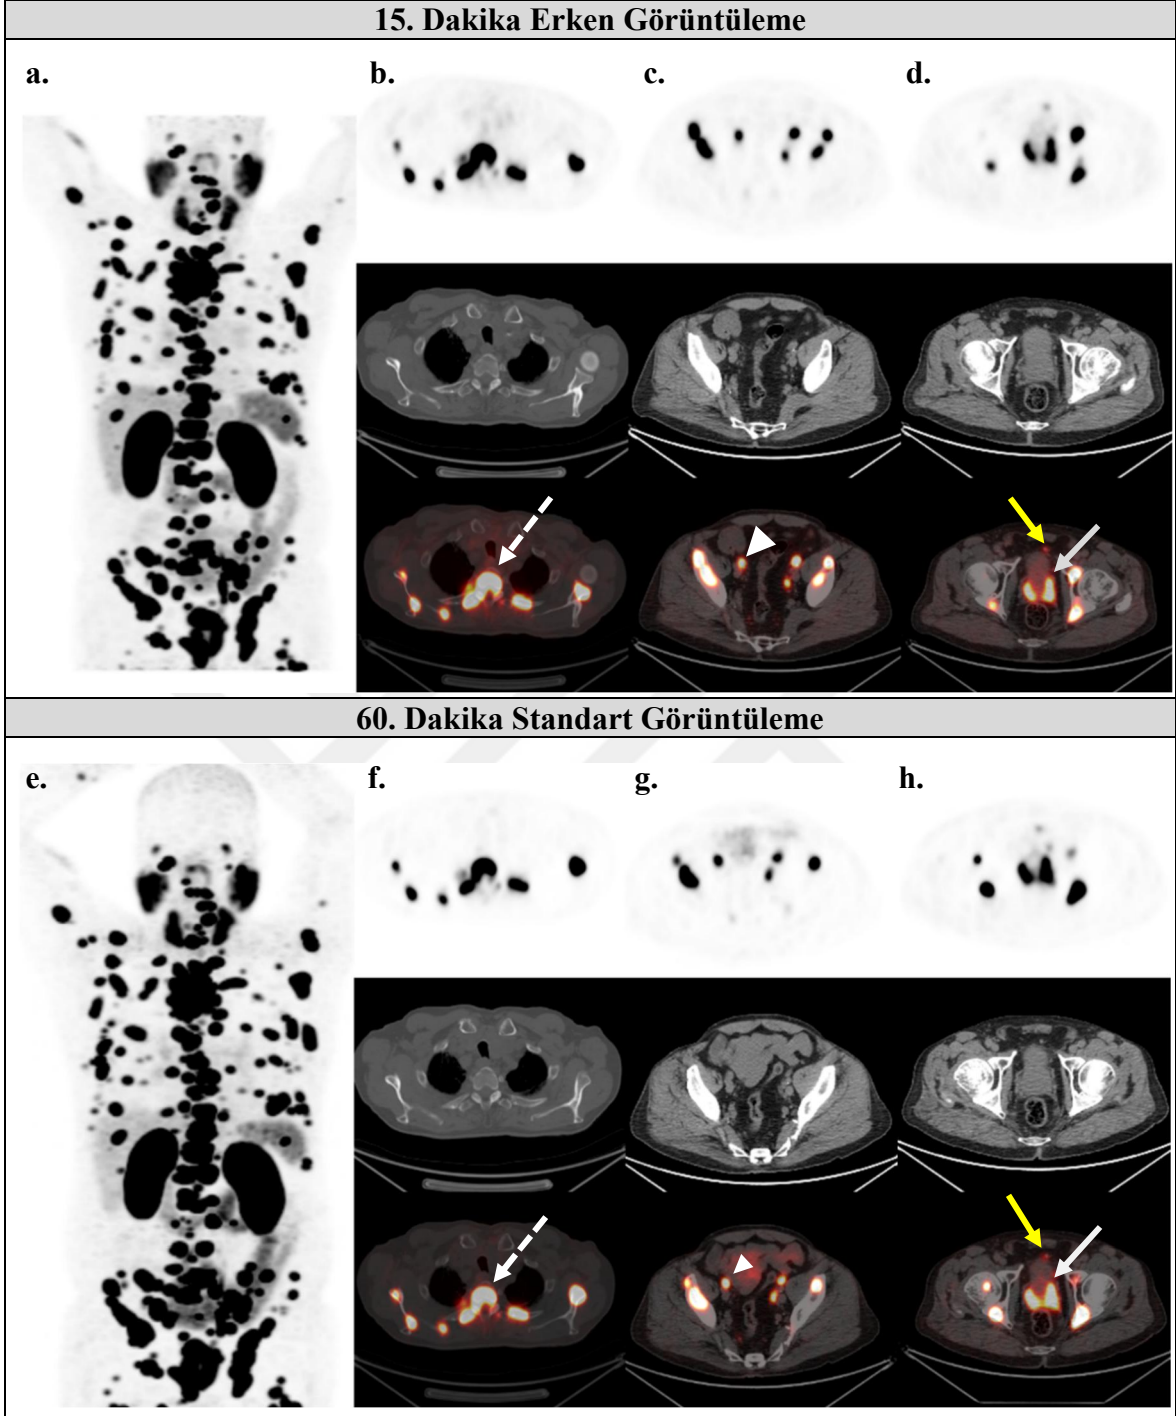 15. Dakika Erken Görüntüleme
a.
b.
c.
d.
60. Dakika Standart Görüntüleme
e.
f.
g.
h.